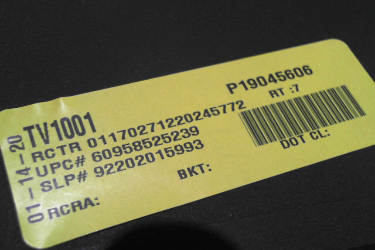 01-14-20
TV1001
P19045606
RCTR 01170271220245772
RT :7
UPC# 60958525239
SLP# 92202015993
DOT CL:
RCRA:
BKT: